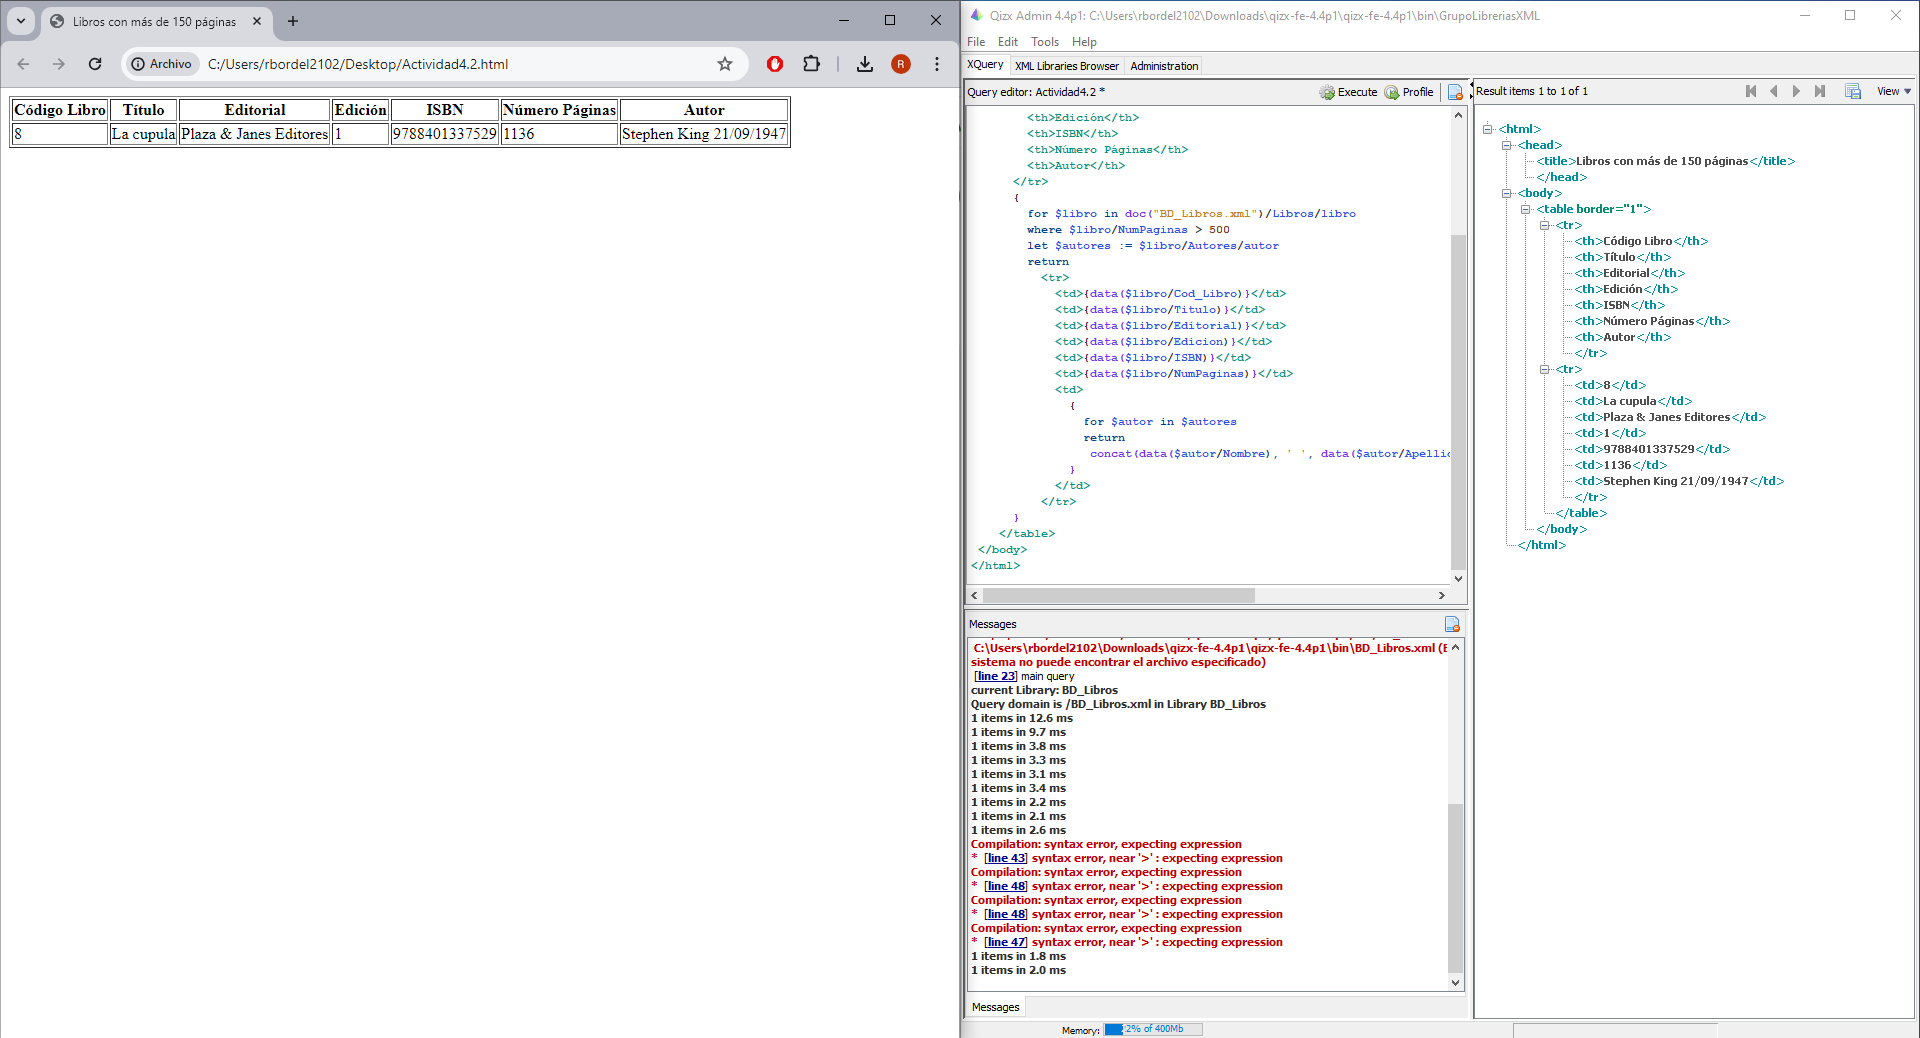 Libros con más de 150 páginas
Archivo
C:/Users/rbordel2102/Desktop/Actividad4.2.html
R
Código Libro Título Editorial Edición ISBN Número Páginas Autor
8 La cupula Plaza & Janes Editores 1 9788401337529 1136 Stephen King 21/09/1947
Qizx Admin 4.4p1: C:\Users\rbordel2102\Downloads\qizx-fe-4.4p1\qizx-fe-4.4p1\bin\GrupoLibreriasXML
File Edit Tools Help
XQuery XML Libraries Browser Administration
Query editor: Actividad4.2 *
Execute Profile
<th>Edición</th>
<th>ISBN</th>
<th>Número Páginas</th>
<th>Autor</th>
</tr>
{
for $libro in doc("BD_Libros.xml")/Libros/libro
where $libro/NumPaginas > 500
let $autores := $libro/Autores/autor
return
<tr>
<td>{data($libro/Cod_Libro)}</td>
<td>{data($libro/Titulo)}</td>
<td>{data($libro/Editorial)}</td>
<td>{data($libro/Edicion)}</td>
<td>{data($libro/ISBN)}</td>
<td>{data($libro/NumPaginas)}</td>
<td>
{
for $autor in $autores
return
concat(data($autor/Nombre), ' ', data($autor/Apellic
}
</td>
</tr>
}
</table>
</body>
</html>
Messages
C:\Users\rbordel2102\Downloads\qizx-fe-4.4p1\qizx-fe-4.4p1\bin\BD_Libros.xml (E
sistema no puede encontrar el archivo especificado)
[line 23] main query
current Library: BD_Libros
Query domain is /BD_Libros.xml in Library BD_Libros
1 items in 12.6 ms
1 items in 9.7 ms
1 items in 3.8 ms
1 items in 3.3 ms
1 items in 3.1 ms
1 items in 3.4 ms
1 items in 2.2 ms
1 items in 2.1 ms
1 items in 2.6 ms
Compilation: syntax error, expecting expression
* [line 43] syntax error, near '>' : expecting expression
Compilation: syntax error, expecting expression
* [line 48] syntax error, near '>' : expecting expression
Compilation: syntax error, expecting expression
* [line 48] syntax error, near '>' : expecting expression
Compilation: syntax error, expecting expression
* [line 47] syntax error, near '>' : expecting expression
1 items in 1.8 ms
1 items in 2.0 ms
Messages
Memory: 2% of 400Mb
Result items 1 to 1 of 1
View
<html>
<head>
<title>Libros con más de 150 páginas</title>
</head>
<body>
<table border="1">
<tr>
<th>Código Libro</th>
<th>Título</th>
<th>Editorial</th>
<th>Edición</th>
<th>ISBN</th>
<th>Número Páginas</th>
<th>Autor</th>
</tr>
<tr>
<td>8</td>
<td>La cupula</td>
<td>Plaza & Janes Editores</td>
<td>1</td>
<td>9788401337529</td>
<td>1136</td>
<td>Stephen King 21/09/1947</td>
</tr>
</table>
</body>
</html>